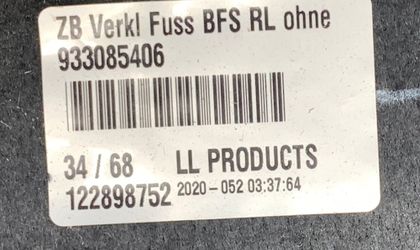 ZB Verkl Fuss BFS RL ohne
933085406
34 / 68 LL PRODUCTS
122898752 2020-052 03:37:64